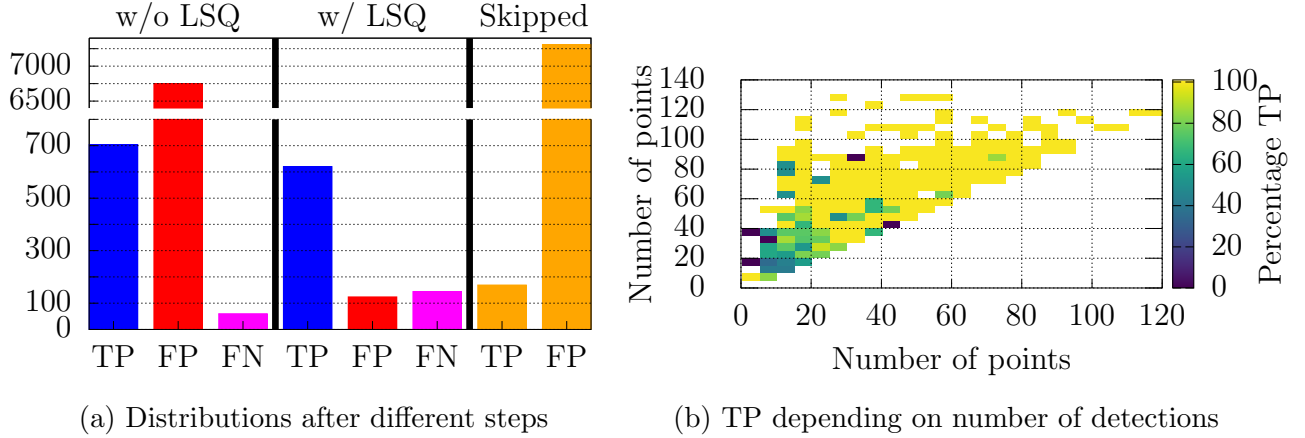 w/o LSQ w/ LSQ Skipped
7000
6500
700
500
300
100
0
TP FP FN TP FP FN TP FP
(a) Distributions after different steps
Number of points
140
120
100
80
60
40
20
0
0 20 40 60 80 100 120
Number of points
100
80
60
40
20
0
Percentage TP
(b) TP depending on number of detections